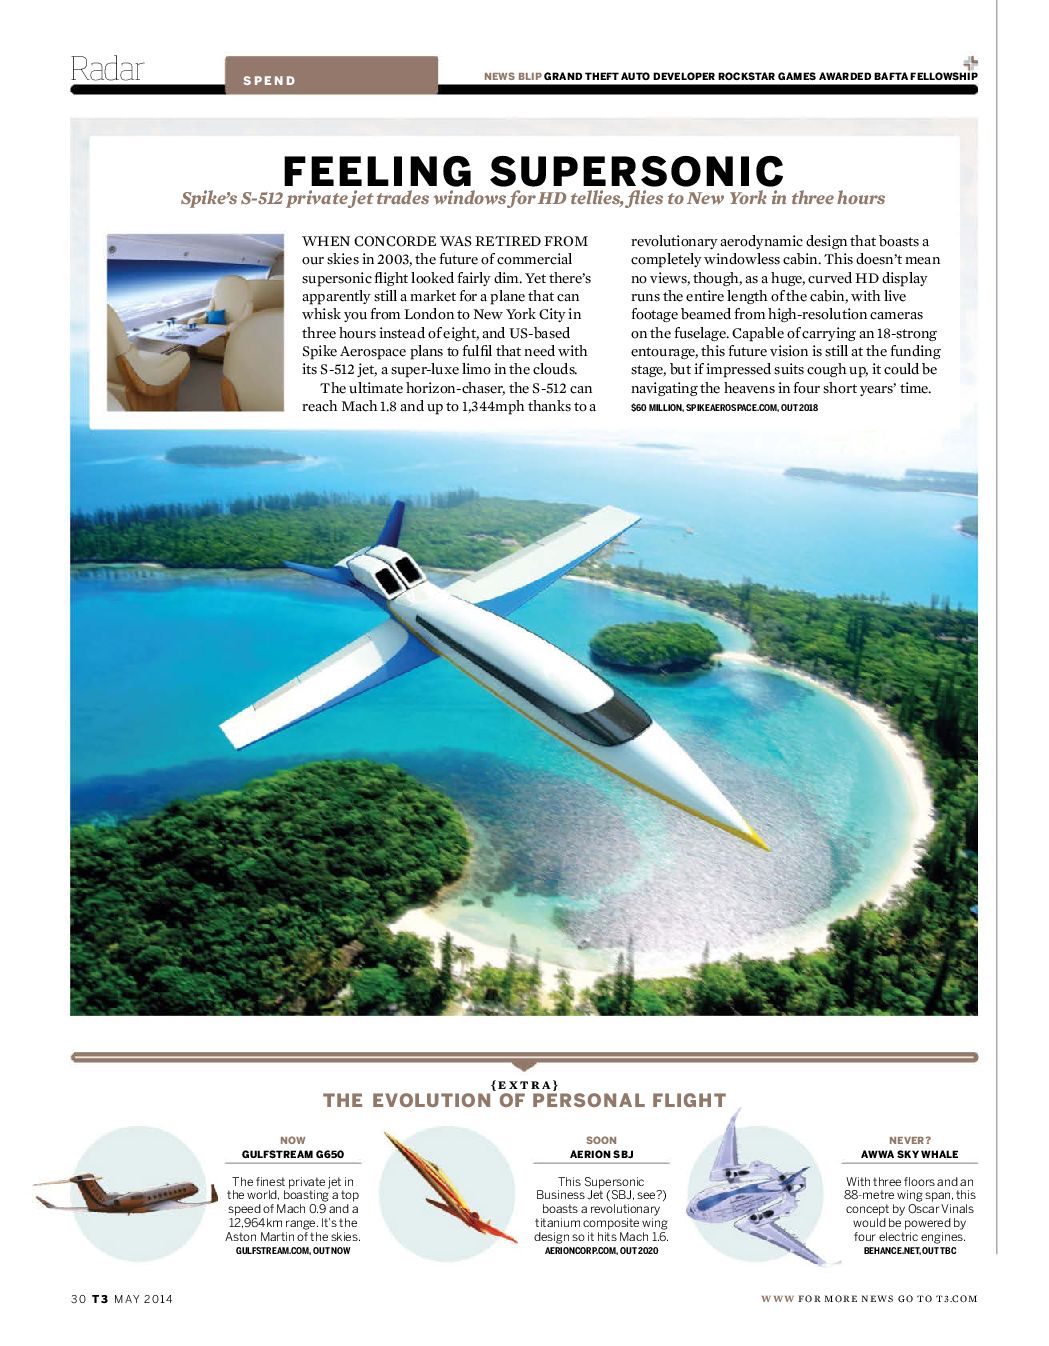 Radar
SPEND
NEWS BLIP GRAND THEFT AUTO DEVELOPER ROCKSTAR GAMES AWARDED BAFTA FELLOWSHIP
FEELING SUPERSONIC
Spike's S-512 private jet trades windows for HD tellies, flies to New York in three hours
WHEN CONCORDE WAS RETIRED FROM
our skies in 2003, the future of commercial
supersonic flight looked fairly dim. Yet there's
apparently still a market for a plane that can
whisk you from London to New York City in
three hours instead of eight, and US-based
Spike Aerospace plans to fulfil that need with
its S-512 jet, a super-luxe limo in the clouds.
The ultimate horizon-chaser, the S-512 can
reach Mach 1.8 and up to 1,344mph thanks to a
revolutionary aerodynamic design that boasts a
completely windowless cabin. This doesn't mean
no views, though, as a huge, curved HD display
runs the entire length of the cabin, with live
footage beamed from high-resolution cameras
on the fuselage. Capable of carrying an 18-strong
entourage, this future vision is still at the funding
stage, but if impressed suits cough up, it could be
navigating the heavens in four short years' time.
$60 MILLION, SPIKEAEROSPACE.COM, OUT 2018
{EXTRA}
THE EVOLUTION OF PERSONAL FLIGHT
NOW
GULFSTREAM G650
The finest private jet in
the world, boasting a top
speed of Mach 0.9 and a
12,964km range. It's the
Aston Martin of the skies.
GULFSTREAM.COM, OUT NOW
SOON
AERION SBJ
This Supersonic
Business Jet (SBJ, see?)
boasts a revolutionary
titanium composite wing
design so it hits Mach 1.6.
AERIONCORP.COM, OUT 2020
NEVER?
AWWA SKY WHALE
With three floors and an
88-metre wing span, this
concept by Oscar Vinals
would be powered by
four electric engines.
BEHANCE.NET, OUT TBC
30 T3 MAY 2014
WWW FOR MORE NEWS GO TO T3.COM